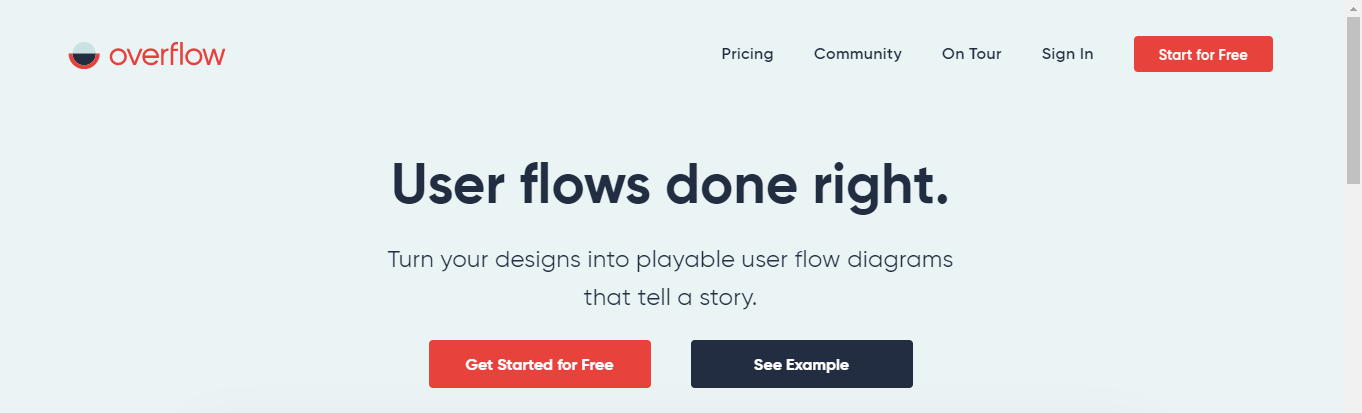 overflow
Pricing Community On Tour Sign In Start for Free
User flows done right.
Turn your designs into playable user flow diagrams
that tell a story.
Get Started for Free See Example